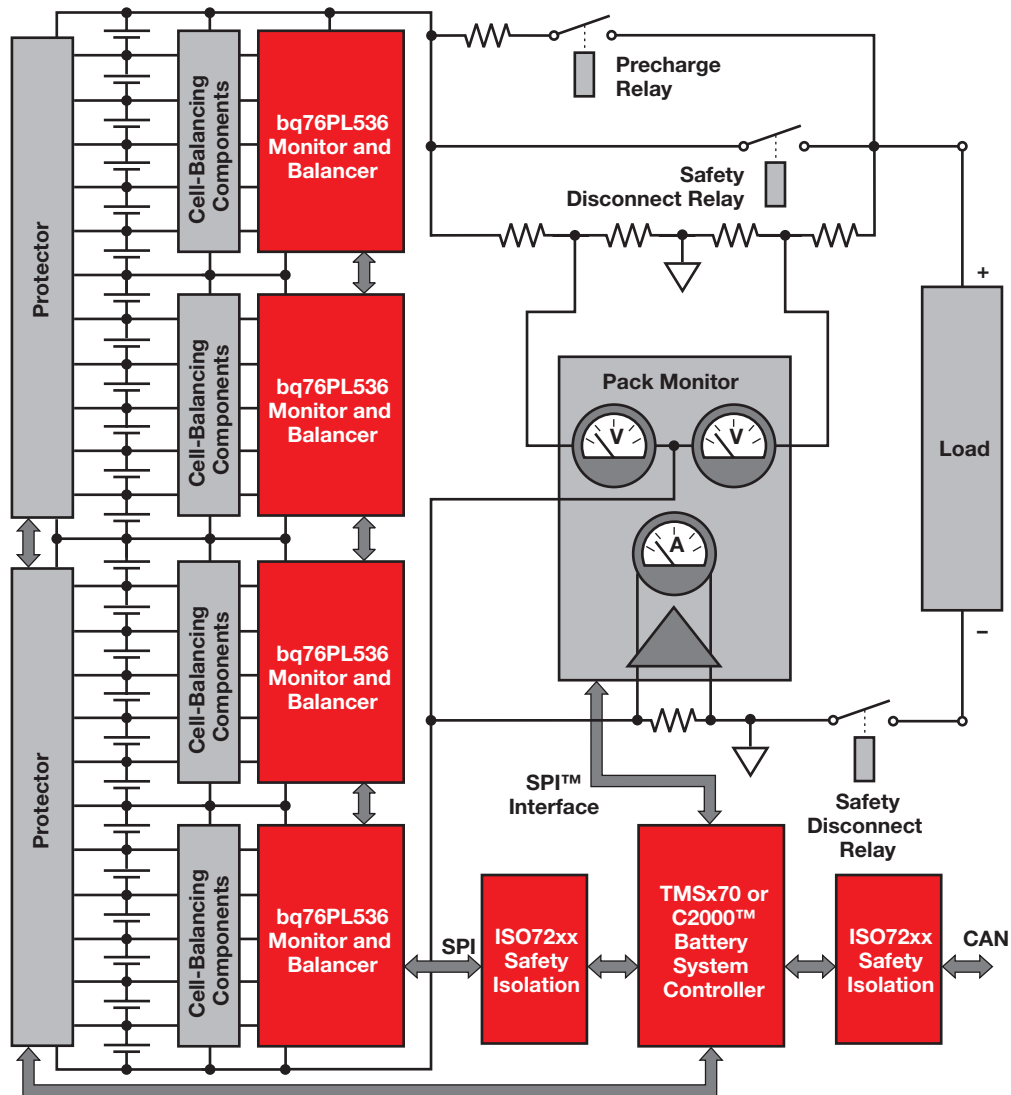 Protector
Cell-Balancing
Components
bq76PL536
Monitor and
Balancer
Precharge
Relay
Safety
Disconnect Relay
Cell-Balancing
Components
bq76PL536
Monitor and
Balancer
Pack Monitor
V
V
A
+
Load
–
Protector
Cell-Balancing
Components
bq76PL536
Monitor and
Balancer
SPI™
Interface
Safety
Disconnect
Relay
Cell-Balancing
Components
bq76PL536
Monitor and
Balancer
SPI
ISO72xx
Safety
Isolation
TMSx70 or
C2000™
Battery
System
Controller
ISO72xx
Safety
Isolation
CAN